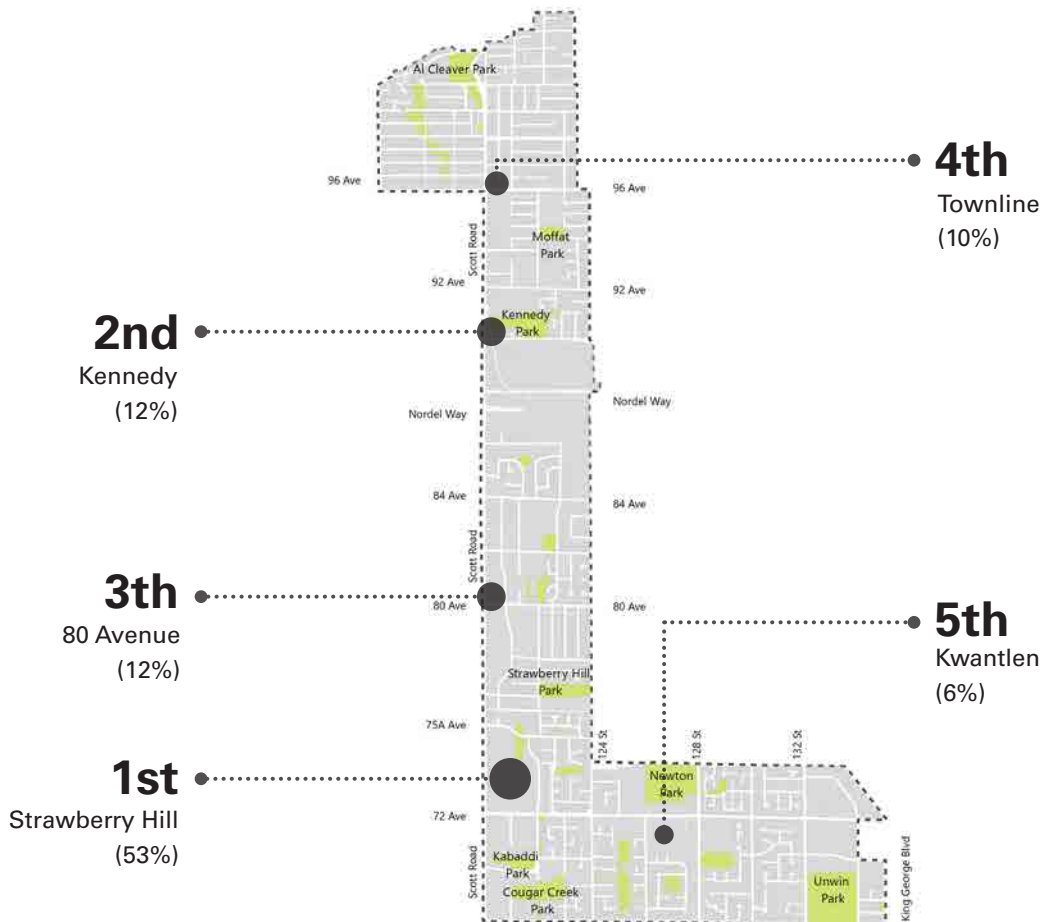 Al Cleaver Park
96 Ave
96 Ave
4th
Townline
(10%)
Scott Road
Moffat
Park
92 Ave
92 Ave
2nd
Kennedy
(12%)
Kennedy
Park
Nordel Way
Nordel Way
84 Ave
84 Ave
Scott Road
3th
80 Avenue
(12%)
80 Ave
80 Ave
5th
Kwantlen
(6%)
Strawberry Hill
Park
75A Ave
124 St
128 St
132 St
1st
Strawberry Hill
(53%)
Newton
Park
72 Ave
Scott Road
Kabaddi
Park
Cougar Creek
Park
Unwin
Park
King George Blvd